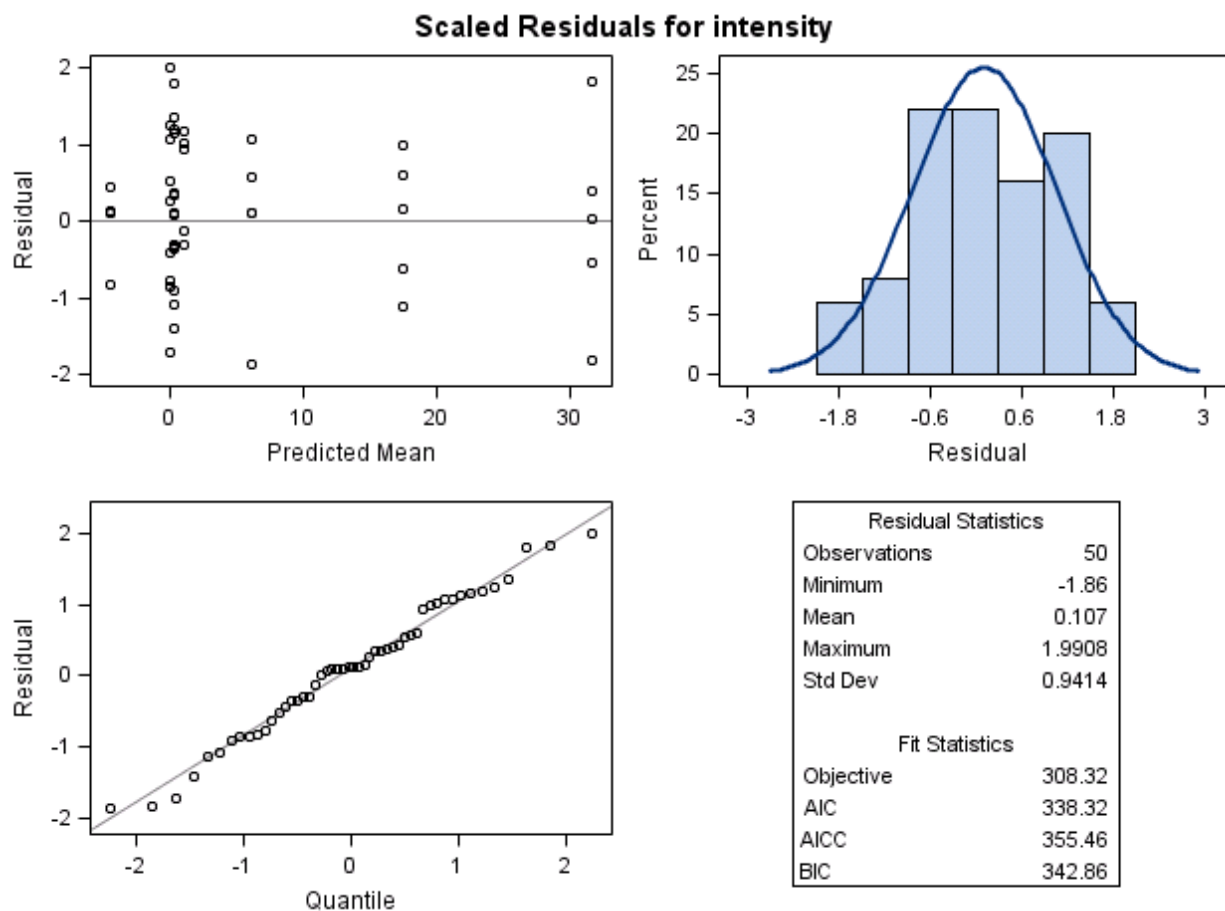 Scaled Residuals for intensity
Residual
2
1
0
-1
-2
0 10 20 30
Predicted Mean
Percent
25
20
15
10
5
0
-3 -1.8 -0.6 0.6 1.8 3
Residual
Residual
2
1
0
-1
-2
-2 -1 0 1 2
Quantile
Residual Statistics
Observations 50
Minimum -1.86
Mean 0.107
Maximum 1.9908
Std Dev 0.9414
Fit Statistics
Objective 308.32
AIC 338.32
AICC 355.46
BIC 342.86